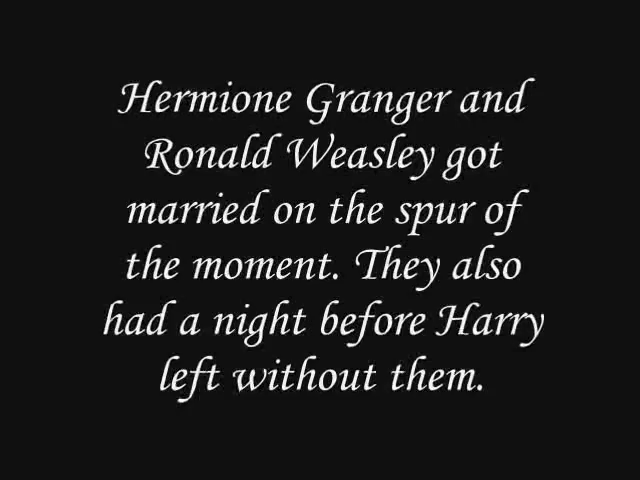 Hermione Granger and
Ronald Weasley got
married on the spur of
the moment. They also
had a night before Harry
left without them.